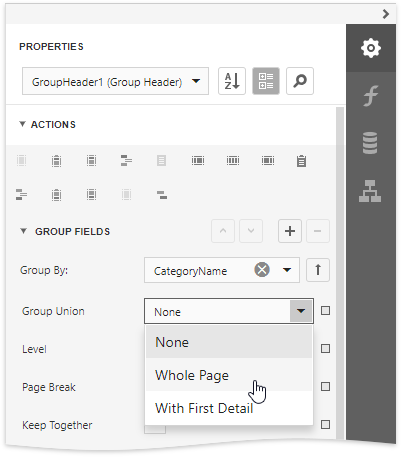 PROPERTIES
GroupHeader1 (Group Header)
ACTIONS
GROUP FIELDS
Group By:
CategoryName
Group Union
None
None
Level
Whole Page
Page Break
With First Detail
Keep Together